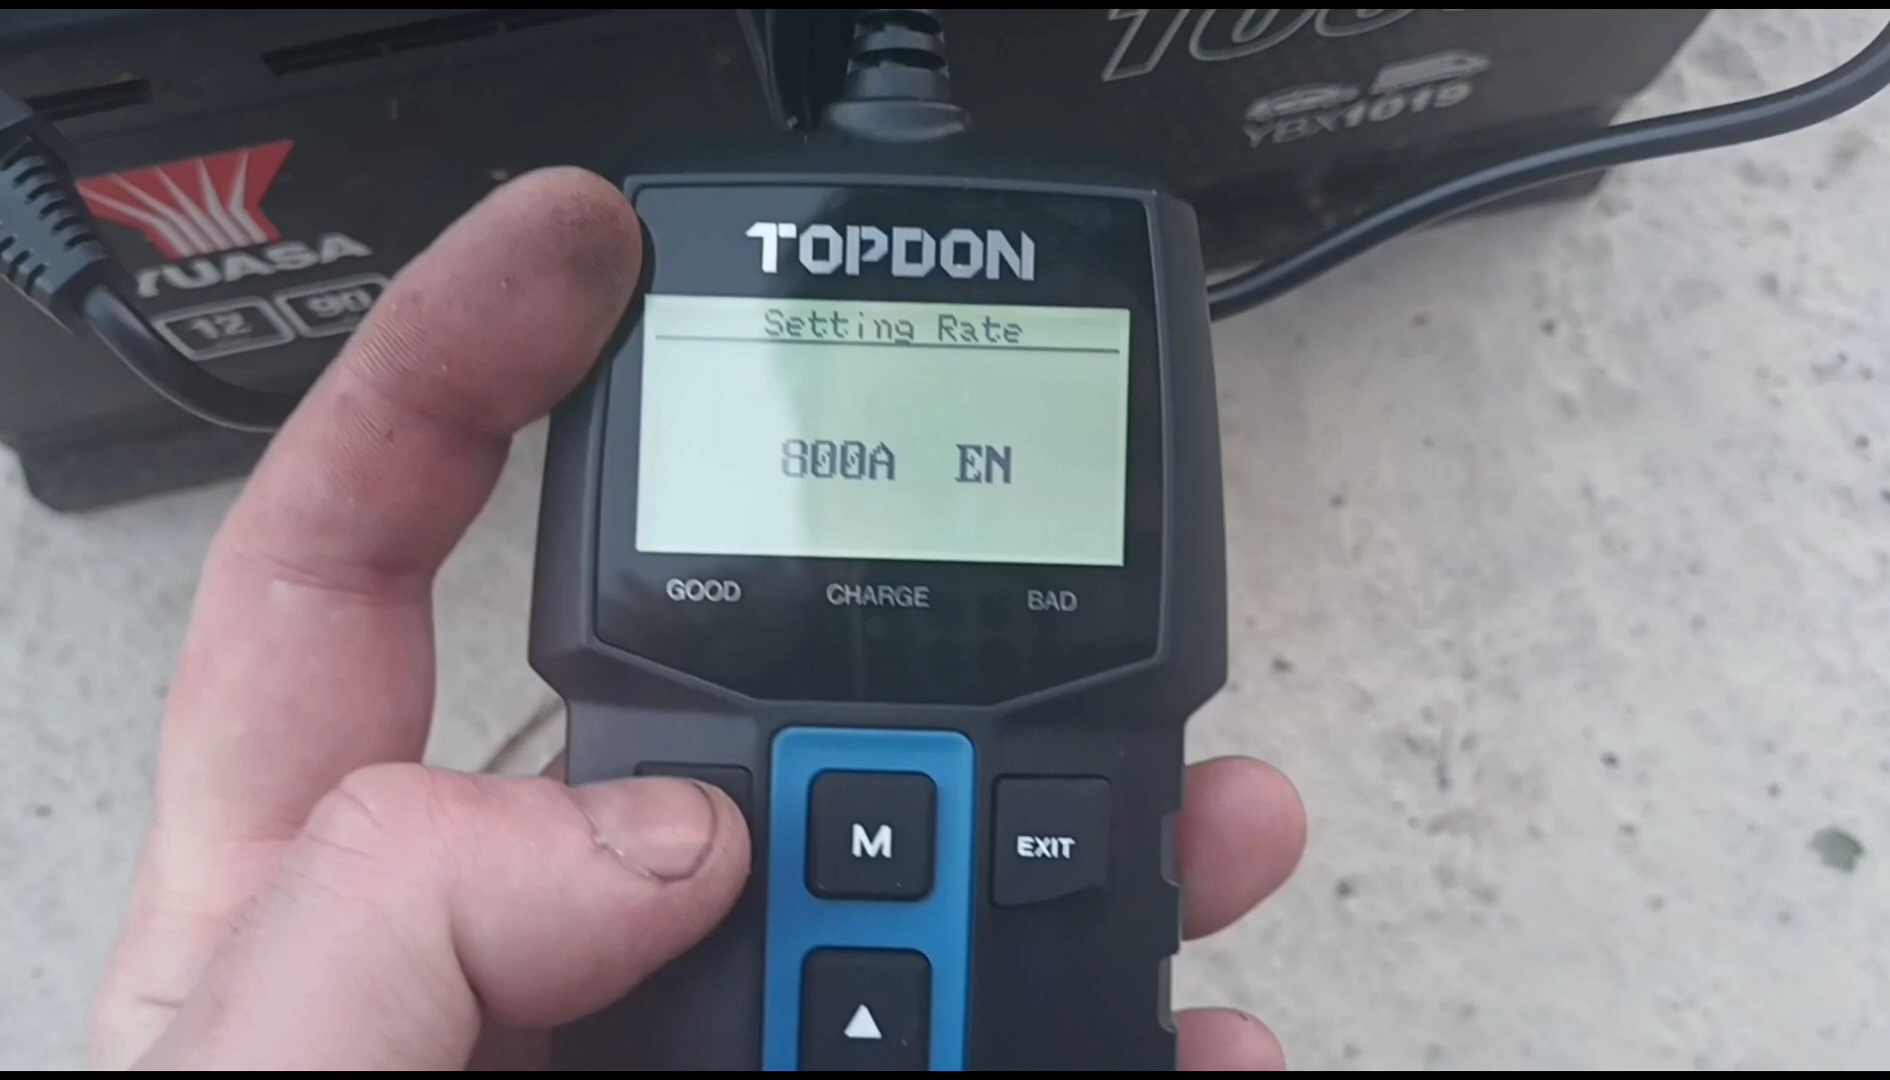 YBX1019
YUASA
12 90
TOPDON
Setting Rate
800A EN
GOOD CHARGE BAD
M EXIT